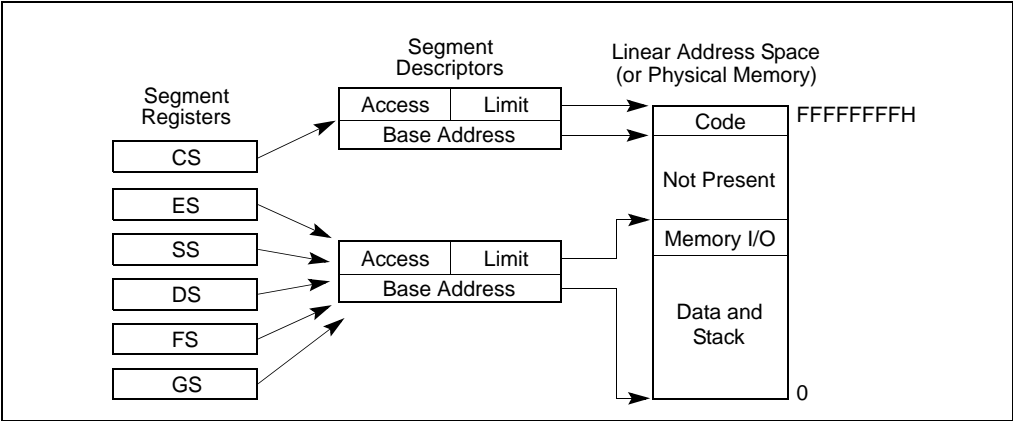 Segment
Registers
CS
ES
SS
DS
FS
GS
Segment
Descriptors
Access
Limit
Base Address
Access
Limit
Base Address
Linear Address Space
(or Physical Memory)
Code
FFFFFFFFH
Not Present
Memory I/O
Data and
Stack
0